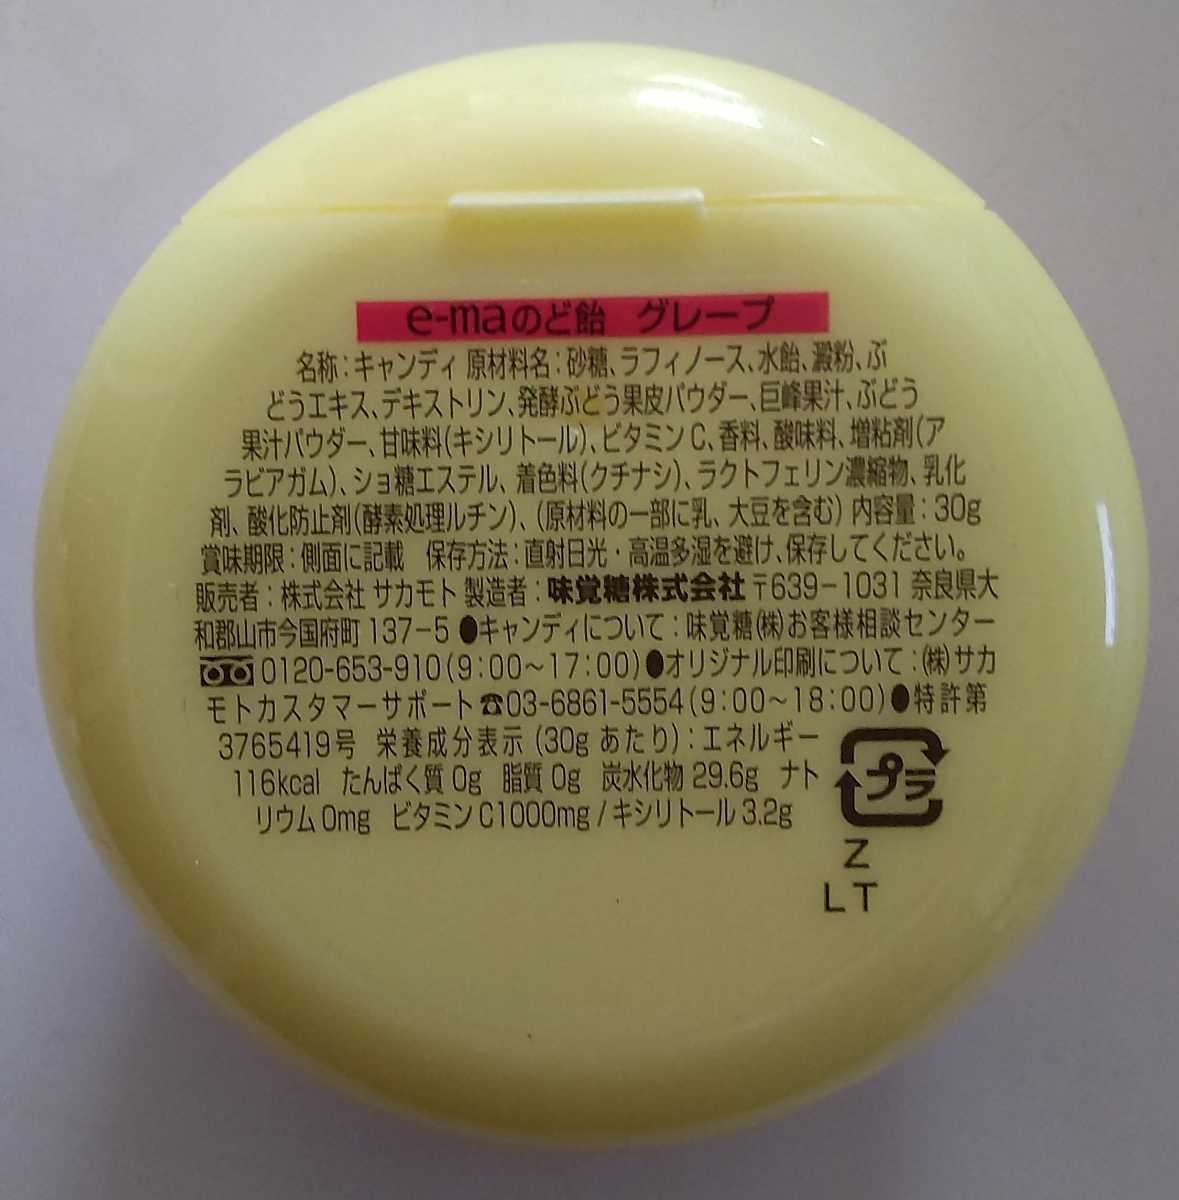 e-maのど飴 グレープ
名称：キャンディ 原材料名：砂糖、ラフィノース、水飴、澱粉、ぶ
どうエキス、デキストリン、発酵ぶどう果皮パウダー、巨峰果汁、ぶどう
果汁パウダー、甘味料(キシリトール)、ビタミンC、香料、酸味料、増粘剤(ア
ラビアガム)、ショ糖エステル、着色料(クチナシ)、ラクトフェリン濃縮物、乳化
剤、酸化防止剤(酵素処理ルチン)、(原材料の一部に乳、大豆を含む) 内容量：30g
賞味期限：側面に記載 保存方法：直射日光・高温多湿を避け、保存してください。
販売者：株式会社 サカモト 製造者：味覚糖株式会社 〒639-1031 奈良県大
和郡山市今国府町 137-5 ●キャンディについて：味覚糖㈱お客様相談センター
0120-653-910(9:00～17:00)●オリジナル印刷について：㈱サカ
モトカスタマーサポート☎03-6861-5554(9:00～18:00)●特許第
3765419号 栄養成分表示 (30gあたり)：エネルギー
116kcal たんぱく質 0g 脂質 0g 炭水化物 29.6g ナト
リウム 0mg ビタミンC1000mg / キシリトール 3.2g
プラ
Z
LT